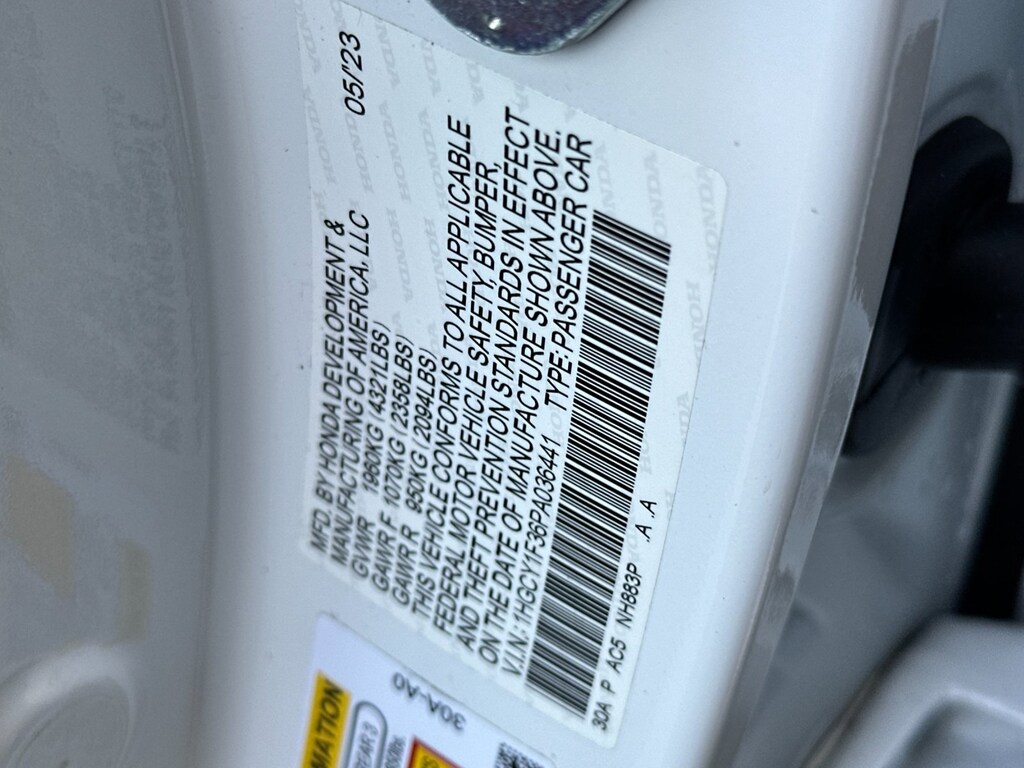 MFD. BY HONDA DEVELOPMENT &
MANUFACTURING OF AMERICA, LLC 05/'23
GVWR 1960KG (4321LBS)
GAWR F 1070KG (2358LBS)
GAWR R 950KG (2094LBS)
THIS VEHICLE CONFORMS TO ALL APPLICABLE
FEDERAL MOTOR VEHICLE SAFETY, BUMPER,
AND THEFT PREVENTION STANDARDS IN EFFECT
ON THE DATE OF MANUFACTURE SHOWN ABOVE.
V.I.N.: 1HGCY1F36PA036441 TYPE: PASSENGER CAR
30A P AC5 NH883P .A .A
HONDA
30A-A0
MATION